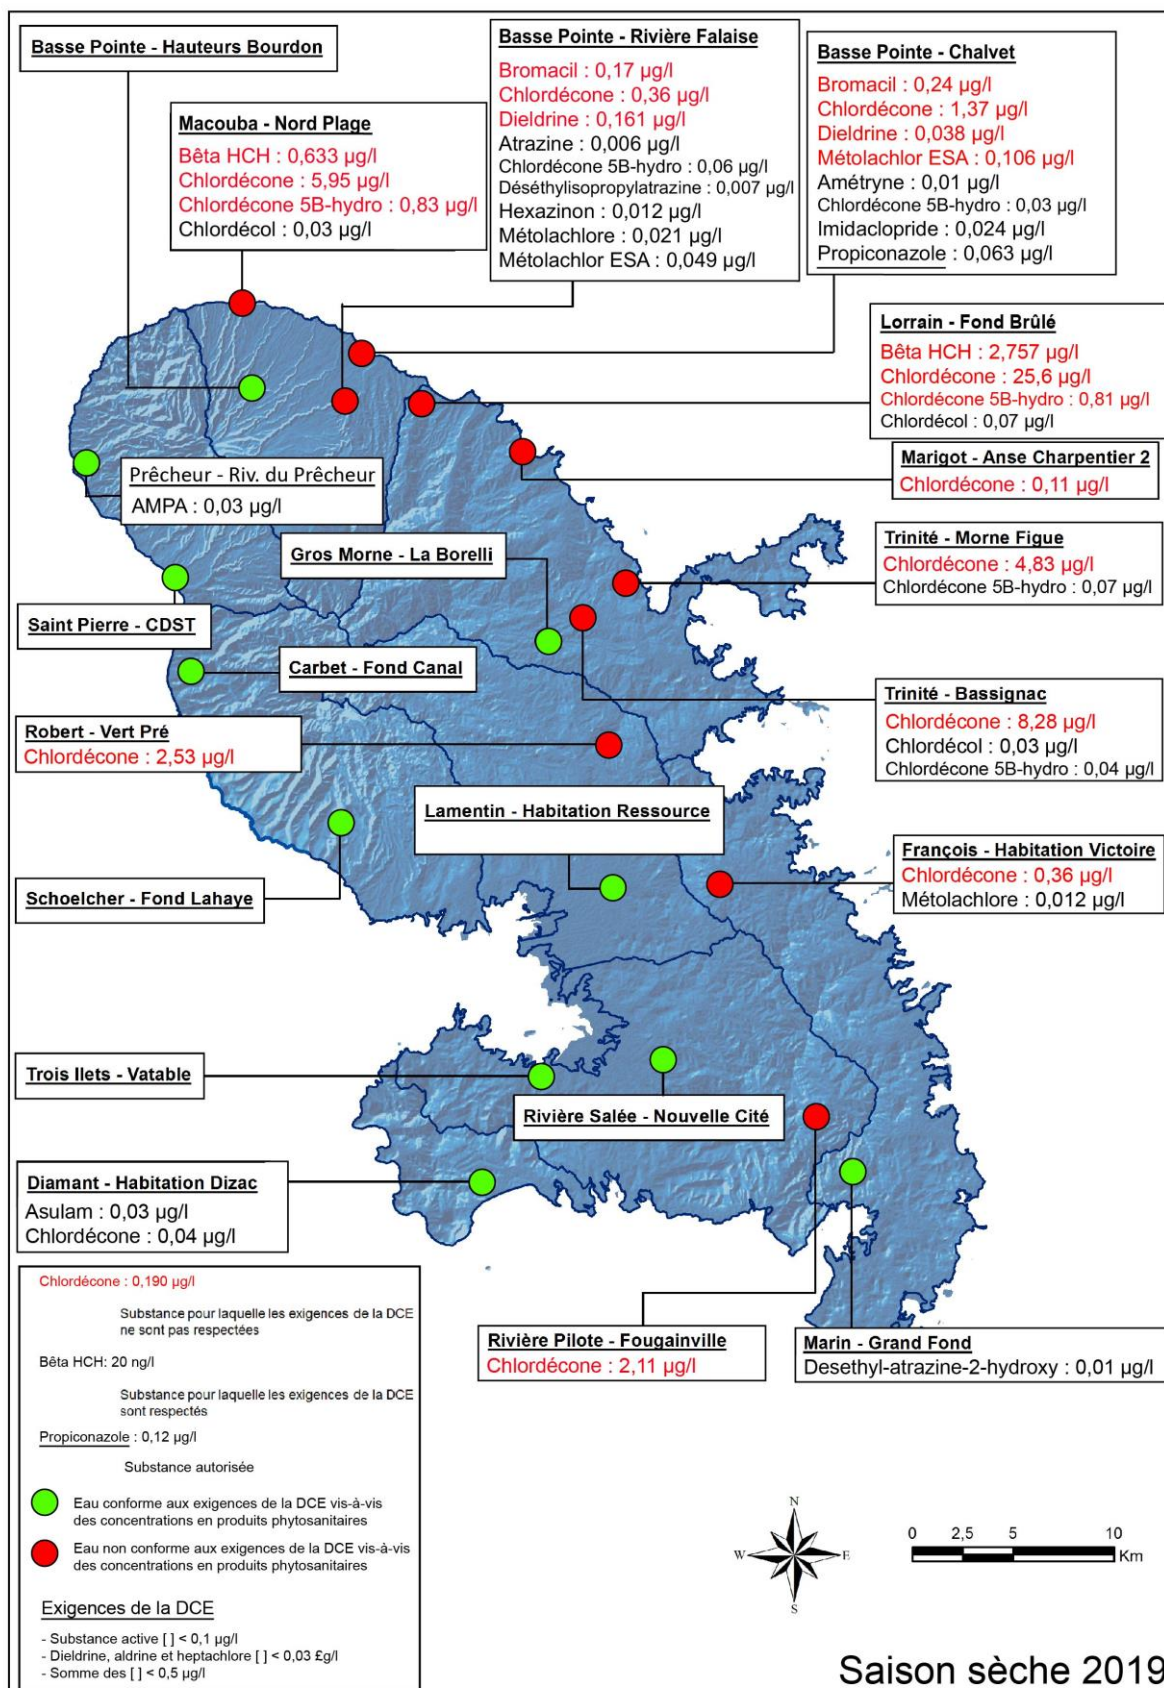 Basse Pointe - Hauteurs Bourdon
Basse Pointe - Rivière Falaise
Bromacil : 0,17 µg/l
Chlordécone : 0,36 µg/l
Dieldrine : 0,161 µg/l
Atrazine : 0,006 µg/l
Chlordécone 5B-hydro : 0,06 µg/l
Déséthylisopropylatrazine : 0,007 µg/l
Hexazinon : 0,012 µg/l
Métolachlore : 0,021 µg/l
Métolachlor ESA : 0,049 µg/l
Basse Pointe - Chalvet
Bromacil : 0,24 µg/l
Chlordécone : 1,37 µg/l
Dieldrine : 0,038 µg/l
Métolachlor ESA : 0,106 µg/l
Amétryne : 0,01 µg/l
Chlordécone 5B-hydro : 0,03 µg/l
Imidaclopride : 0,024 µg/l
Propiconazole : 0,063 µg/l
Macouba - Nord Plage
Bêta HCH : 0,633 µg/l
Chlordécone : 5,95 µg/l
Chlordécone 5B-hydro : 0,83 µg/l
Chlordécol : 0,03 µg/l
Lorrain - Fond Brûlé
Bêta HCH : 2,757 µg/l
Chlordécone : 25,6 µg/l
Chlordécone 5B-hydro : 0,81 µg/l
Chlordécol : 0,07 µg/l
Marigot - Anse Charpentier 2
Chlordécone : 0,11 µg/l
Prêcheur - Riv. du Prêcheur
AMPA : 0,03 µg/l
Gros Morne - La Borelli
Trinité - Morne Figue
Chlordécone : 4,83 µg/l
Chlordécone 5B-hydro : 0,07 µg/l
Saint Pierre - CDST
Carbet - Fond Canal
Trinité - Bassignac
Chlordécone : 8,28 µg/l
Chlordécol : 0,03 µg/l
Chlordécone 5B-hydro : 0,04 µg/l
Robert - Vert Pré
Chlordécone : 2,53 µg/l
Lamentin - Habitation Ressource
François - Habitation Victoire
Chlordécone : 0,36 µg/l
Métolachlore : 0,012 µg/l
Schoelcher - Fond Lahaye
Trois Ilets - Vatable
Rivière Salée - Nouvelle Cité
Diamant - Habitation Dizac
Asulam : 0,03 µg/l
Chlordécone : 0,04 µg/l
Rivière Pilote - Fougainville
Chlordécone : 2,11 µg/l
Marin - Grand Fond
Desethyl-atrazine-2-hydroxy : 0,01 µg/l
Chlordécone : 0,190 µg/l
Substance pour laquelle les exigences de la DCE
ne sont pas respectées
Bêta HCH: 20 ng/l
Substance pour laquelle les exigences de la DCE
sont respectés
Propiconazole : 0,12 µg/l
Substance autorisée
Eau conforme aux exigences de la DCE vis-à-vis
des concentrations en produits phytosanitaires
Eau non conforme aux exigences de la DCE vis-à-vis
des concentrations en produits phytosanitaires
Exigences de la DCE
- Substance active [ ] < 0,1 µg/l
- Dieldrine, aldrine et heptachlore [ ] < 0,03 £g/l
- Somme des [ ] < 0,5 µg/l
N
W E
S
0 2,5 5 10
Km
Saison sèche 2019